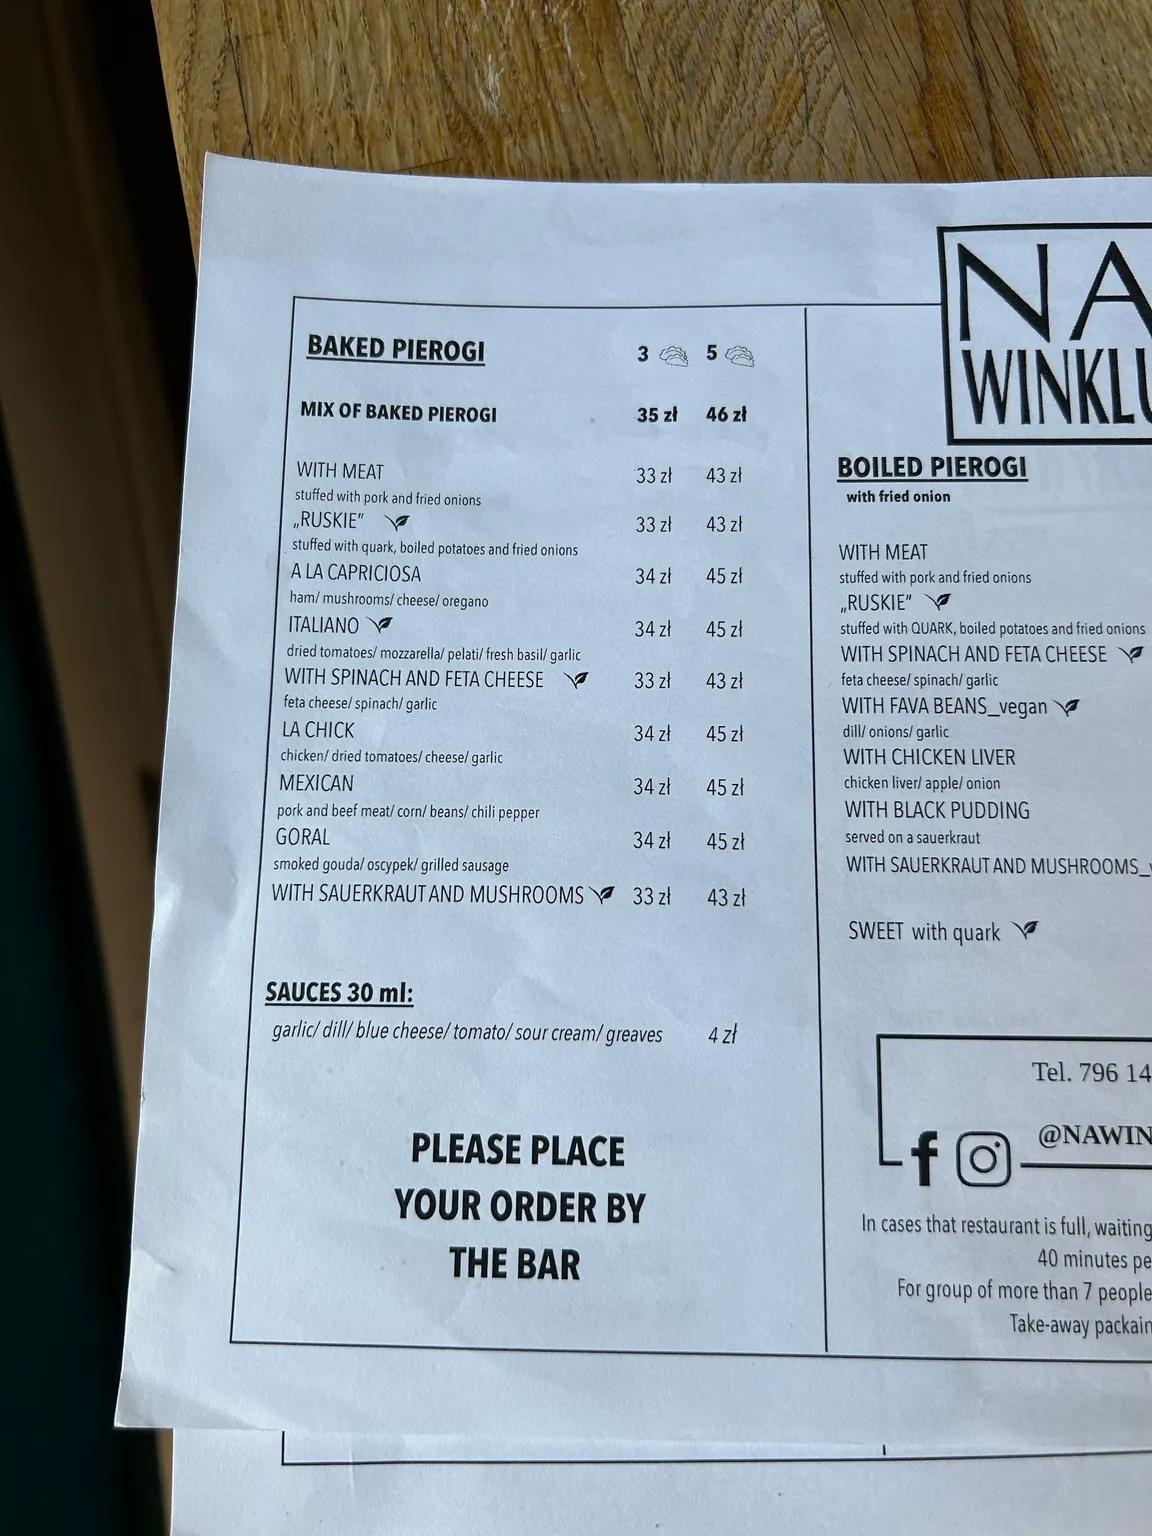 NA
WINKL
BAKED PIEROGI 3 5
MIX OF BAKED PIEROGI 35 zł 46 zł
WITH MEAT 33 zł 43 zł
stuffed with pork and fried onions
„RUSKIE” 33 zł 43 zł
stuffed with quark, boiled potatoes and fried onions
A LA CAPRICIOSA 34 zł 45 zł
ham/ mushrooms/ cheese/ oregano
ITALIANO 34 zł 45 zł
dried tomatoes/ mozzarella/ pelati/ fresh basil/ garlic
WITH SPINACH AND FETA CHEESE 33 zł 43 zł
feta cheese/ spinach/ garlic
LA CHICK 34 zł 45 zł
chicken/ dried tomatoes/ cheese/ garlic
MEXICAN 34 zł 45 zł
pork and beef meat/ corn/ beans/ chili pepper
GORAL 34 zł 45 zł
smoked gouda/ oscypek/ grilled sausage
WITH SAUERKRAUT AND MUSHROOMS 33 zł 43 zł
SAUCES 30 ml:
garlic/ dill/ blue cheese/ tomato/ sour cream/ greaves 4 zł
PLEASE PLACE
YOUR ORDER BY
THE BAR
BOILED PIEROGI
with fried onion
WITH MEAT
stuffed with pork and fried onions
„RUSKIE”
stuffed with QUARK, boiled potatoes and fried onions
WITH SPINACH AND FETA CHEESE
feta cheese/ spinach/ garlic
WITH FAVA BEANS_vegan
dill/ onions/ garlic
WITH CHICKEN LIVER
chicken liver/ apple/ onion
WITH BLACK PUDDING
served on a sauerkraut
WITH SAUERKRAUT AND MUSHROOMS_
SWEET with quark
Tel. 796 14
@NAWIN
In cases that restaurant is full, waiting
40 minutes pe
For group of more than 7 people
Take-away packain